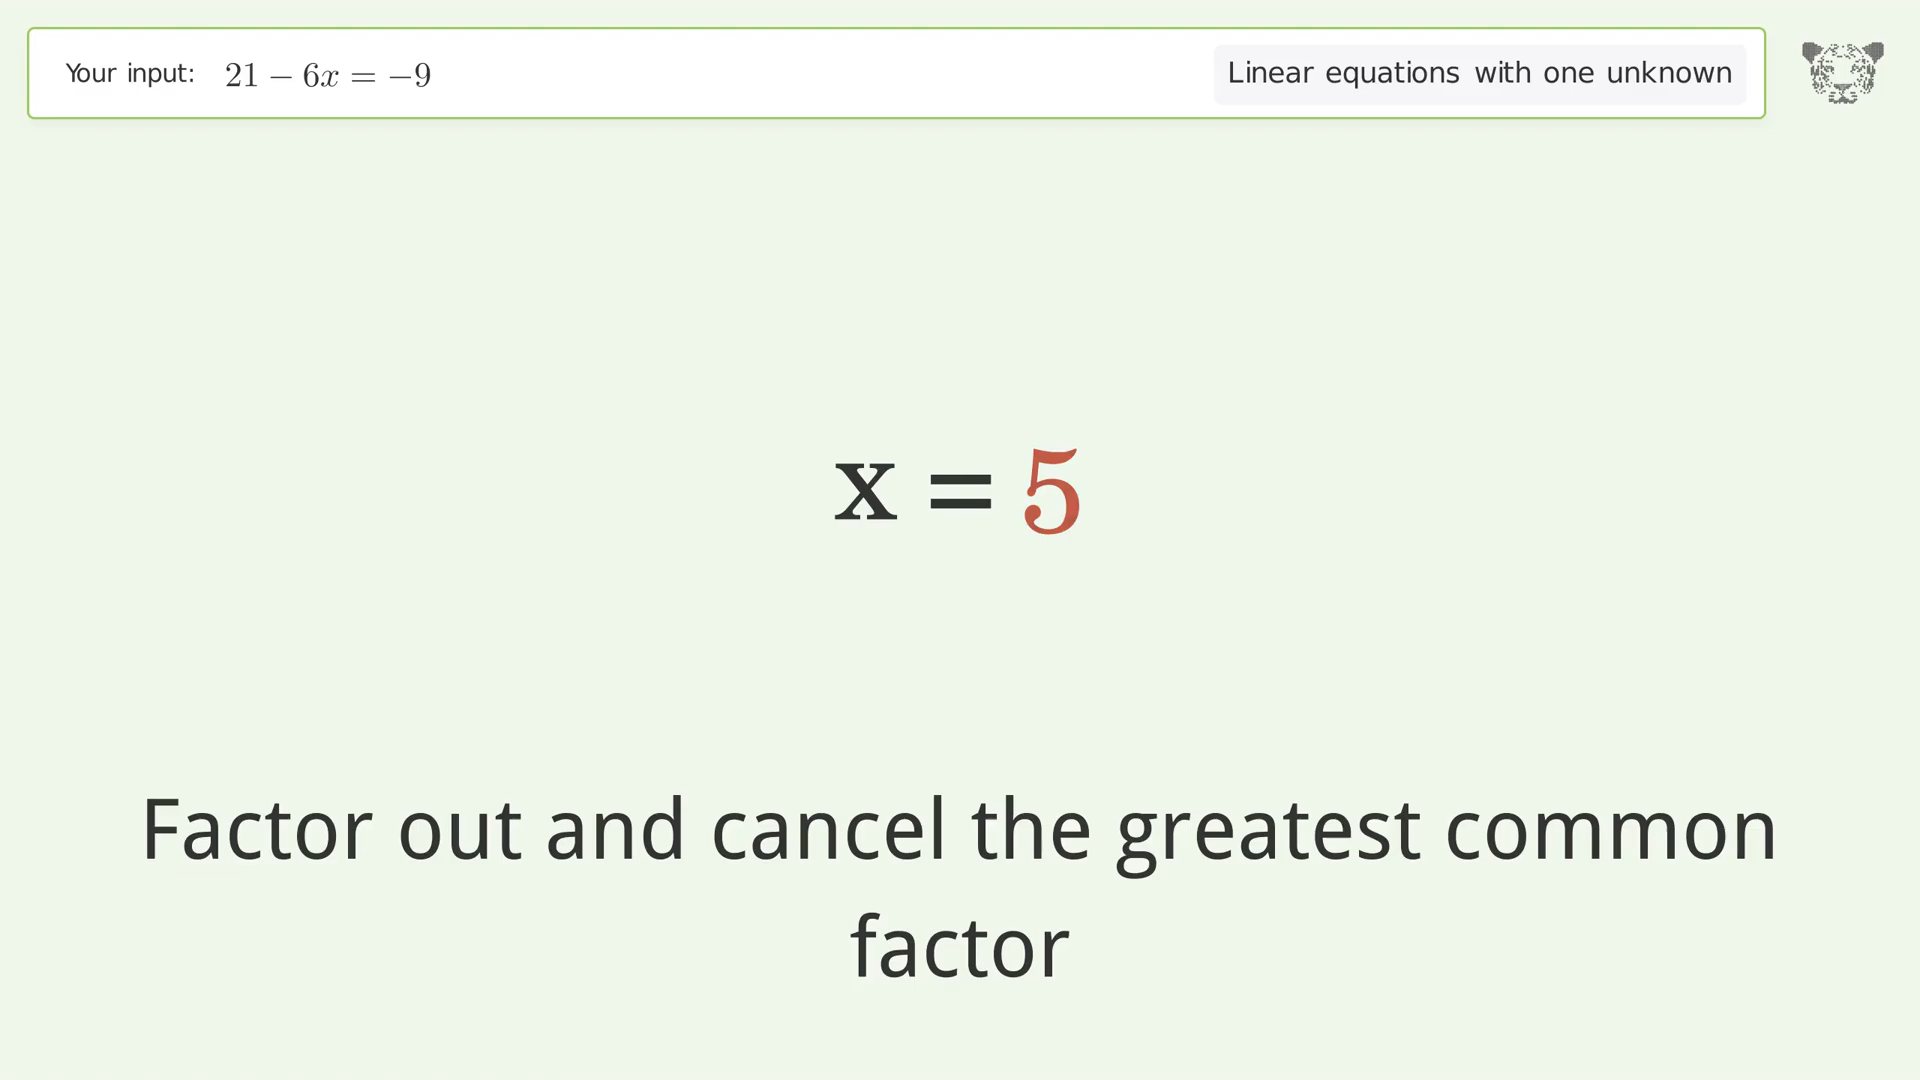 Your input: 21 − 6x = −9
Linear equations with one unknown
x = 5
Factor out and cancel the greatest common
factor